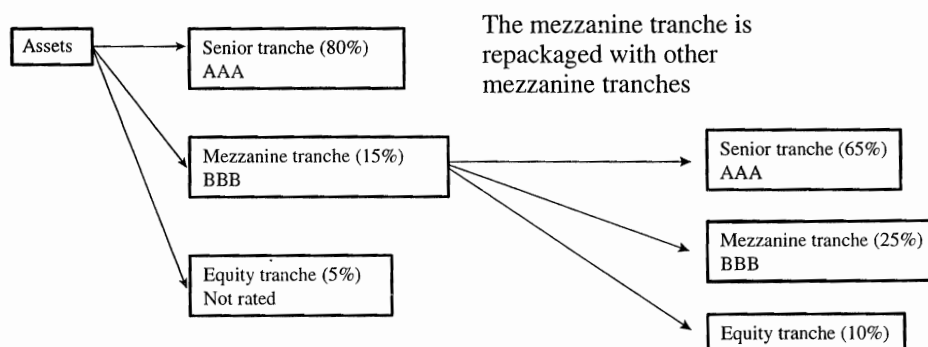 Assets
Senior tranche (80%)
AAA
The mezzanine tranche is
repackaged with other
mezzanine tranches
Mezzanine tranche (15%)
BBB
Senior tranche (65%)
AAA
Mezzanine tranche (25%)
BBB
Equity tranche (5%)
Not rated
Equity tranche (10%)